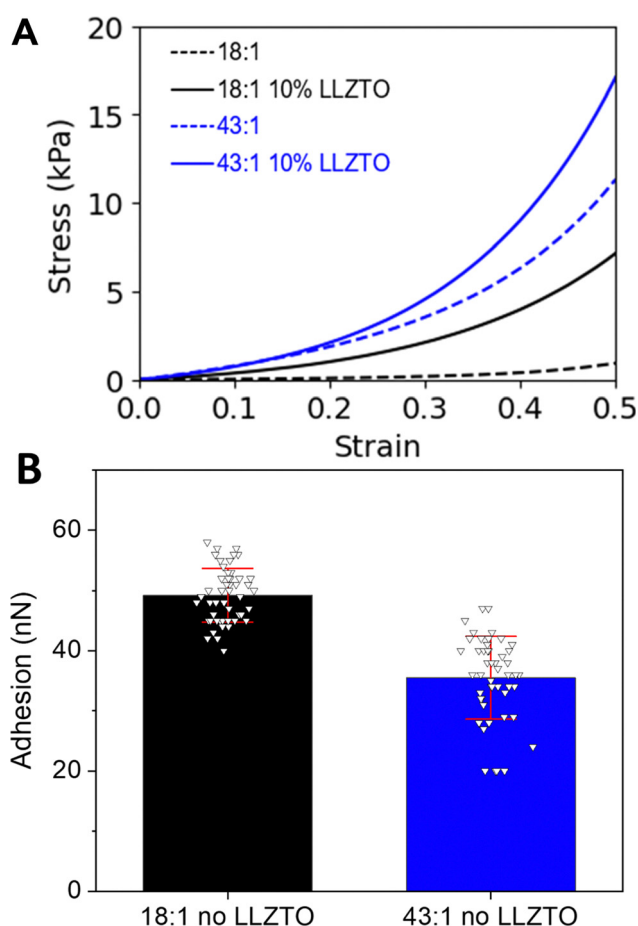 A
20
15
10
5
0
Stress (kPa)
18:1
18:1 10% LLZTO
43:1
43:1 10% LLZTO
0.0 0.1 0.2 0.3 0.4 0.5
Strain
B
60
40
20
0
Adhesion (nN)
18:1 no LLZTO 43:1 no LLZTO